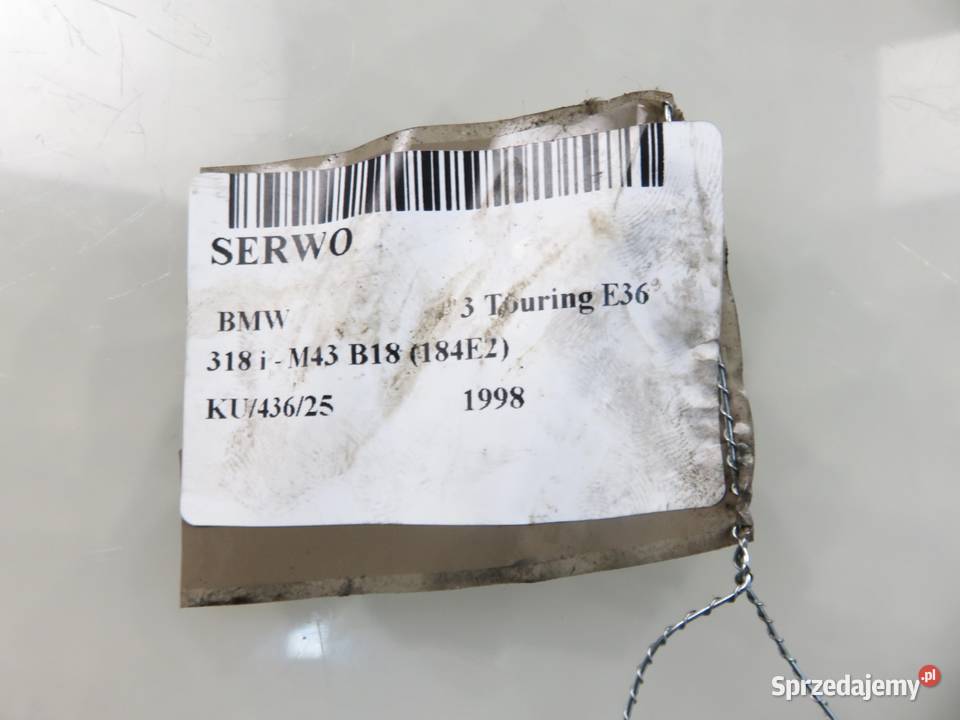 SERWO
BMW 3 Touring E36
318 i - M43 B18 (184E2)
KU/436/25 1998
Sprzedajemy.pl